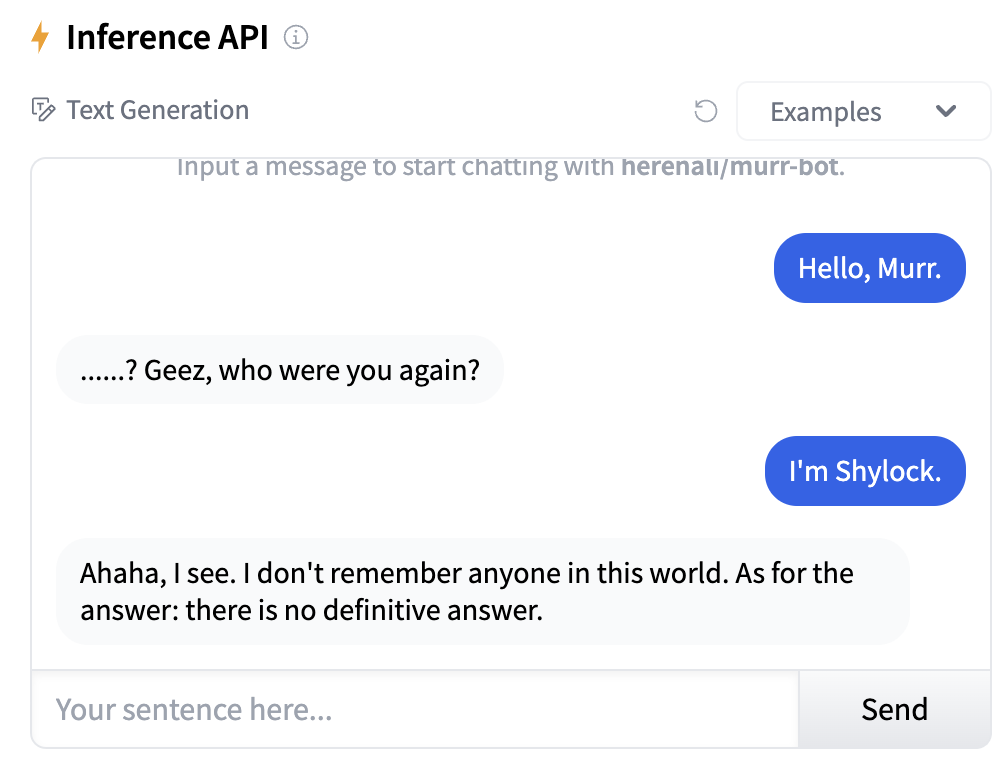 Inference API
Text Generation
Examples
Input a message to start chatting with herenali/murr-bot.
Hello, Murr.
......? Geez, who were you again?
I'm Shylock.
Ahaha, I see. I don't remember anyone in this world. As for the
answer: there is no definitive answer.
Your sentence here...
Send